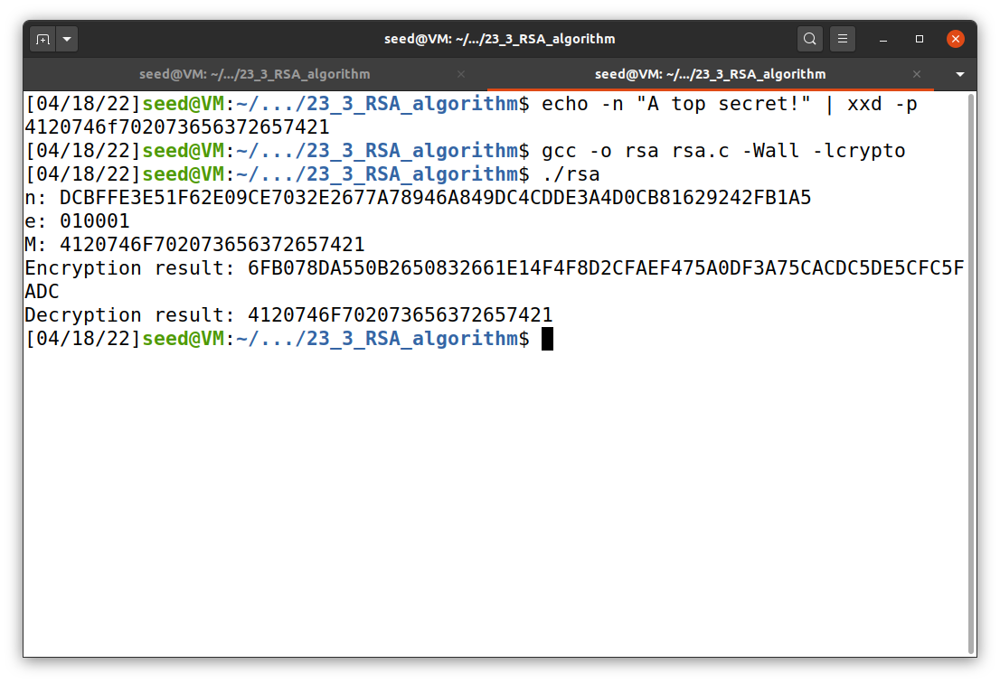 seed@VM: ~/.../23_3_RSA_algorithm
seed@VM: ~/.../23_3_RSA_algorithm
seed@VM: ~/.../23_3_RSA_algorithm
[04/18/22]seed@VM:~/.../23_3_RSA_algorithm$ echo -n "A top secret!" | xxd -p
4120746f702073656372657421
[04/18/22]seed@VM:~/.../23_3_RSA_algorithm$ gcc -o rsa rsa.c -Wall -lcrypto
[04/18/22]seed@VM:~/.../23_3_RSA_algorithm$ ./rsa
n: DCBFFE3E51F62E09CE7032E2677A78946A849DC4CDDE3A4D0CB81629242FB1A5
e: 010001
M: 4120746F702073656372657421
Encryption result: 6FB078DA550B2650832661E14F4F8D2CFAEF475A0DF3A75CACDC5DE5CFC5F
ADC
Decryption result: 4120746F702073656372657421
[04/18/22]seed@VM:~/.../23_3_RSA_algorithm$